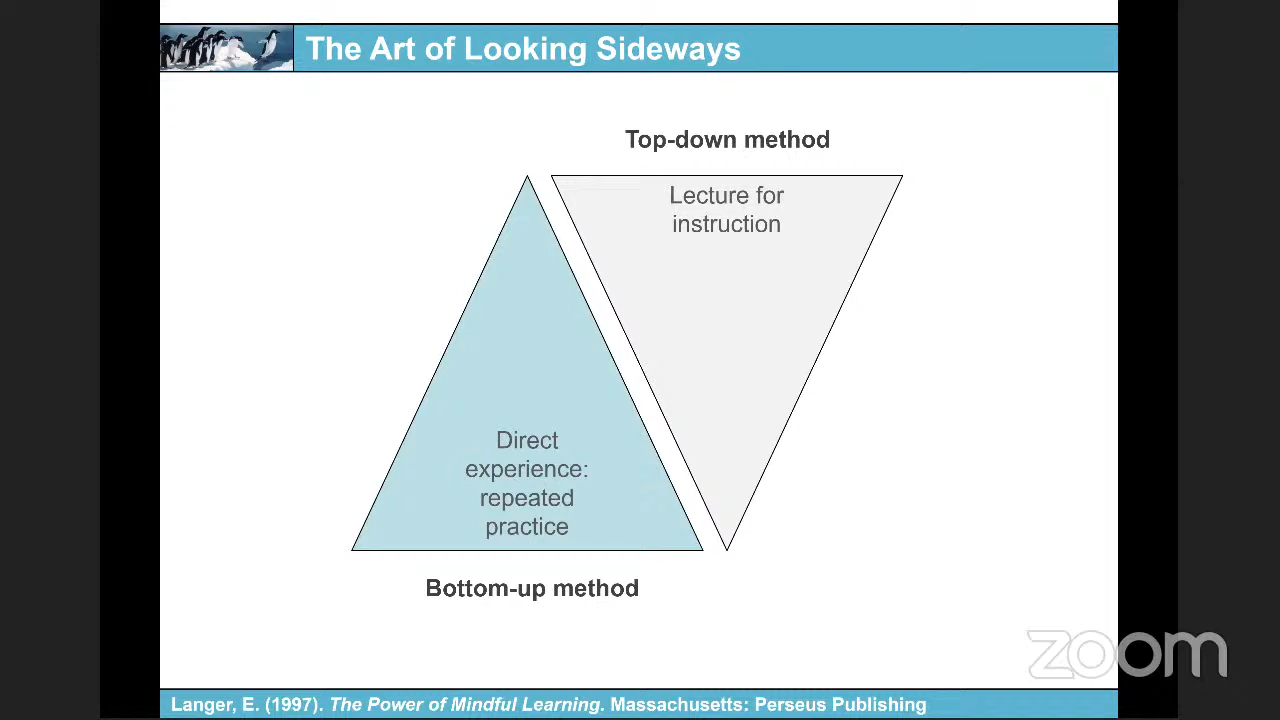 The Art of Looking Sideways
Top-down method
Lecture for
instruction
Direct
experience:
repeated
practice
Bottom-up method
zoom
Langer, E. (1997). The Power of Mindful Learning. Massachusetts: Perseus Publishing